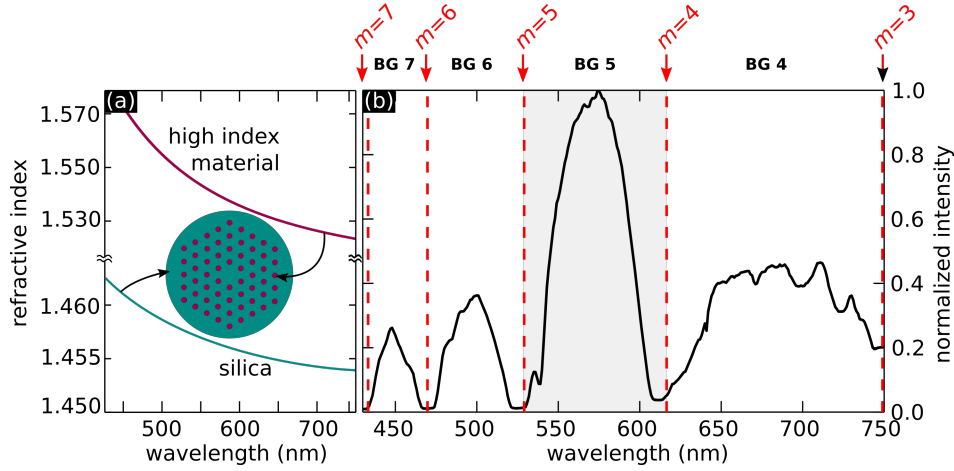 m=7
m=6
m=5
m=4
m=3
BG 7
BG 6
BG 5
BG 4
(a)
high index
material
silica
refractive index
1.570
1.550
1.530
1.460
1.455
1.450
500
600
700
wavelength (nm)
(b)
1.0
0.8
0.6
0.4
0.2
0.0
normalized intensity
450
500
550
600
650
700
750
wavelength (nm)